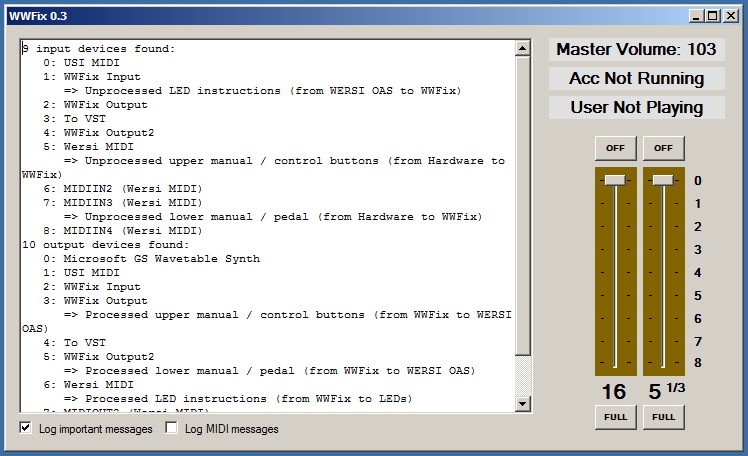 WWFix 0.3
9 input devices found:
0: USI MIDI
1: WWFix Input
=> Unprocessed LED instructions (from WERSI OAS to WWFix)
2: WWFix Output
3: To VST
4: WWFix Output2
5: Wersi MIDI
=> Unprocessed upper manual / control buttons (from Hardware to
WWFix)
6: MIDIIN2 (Wersi MIDI)
7: MIDIIN3 (Wersi MIDI)
=> Unprocessed lower manual / pedal (from Hardware to WWFix)
8: MIDIIN4 (Wersi MIDI)
10 output devices found:
0: Microsoft GS Wavetable Synth
1: USI MIDI
2: WWFix Input
3: WWFix Output
=> Processed upper manual / control buttons (from WWFix to WERSI
OAS)
4: To VST
5: WWFix Output2
=> Processed lower manual / pedal (from WWFix to WERSI OAS)
6: Wersi MIDI
=> Processed LED instructions (from WWFix to LEDs)
7: MIDIOUT2 (Wersi MIDI)
Log important messages
Log MIDI messages
Master Volume: 103
Acc Not Running
User Not Playing
OFF OFF
0
1
2
3
4
5
6
7
8
16 5 1/3
FULL FULL